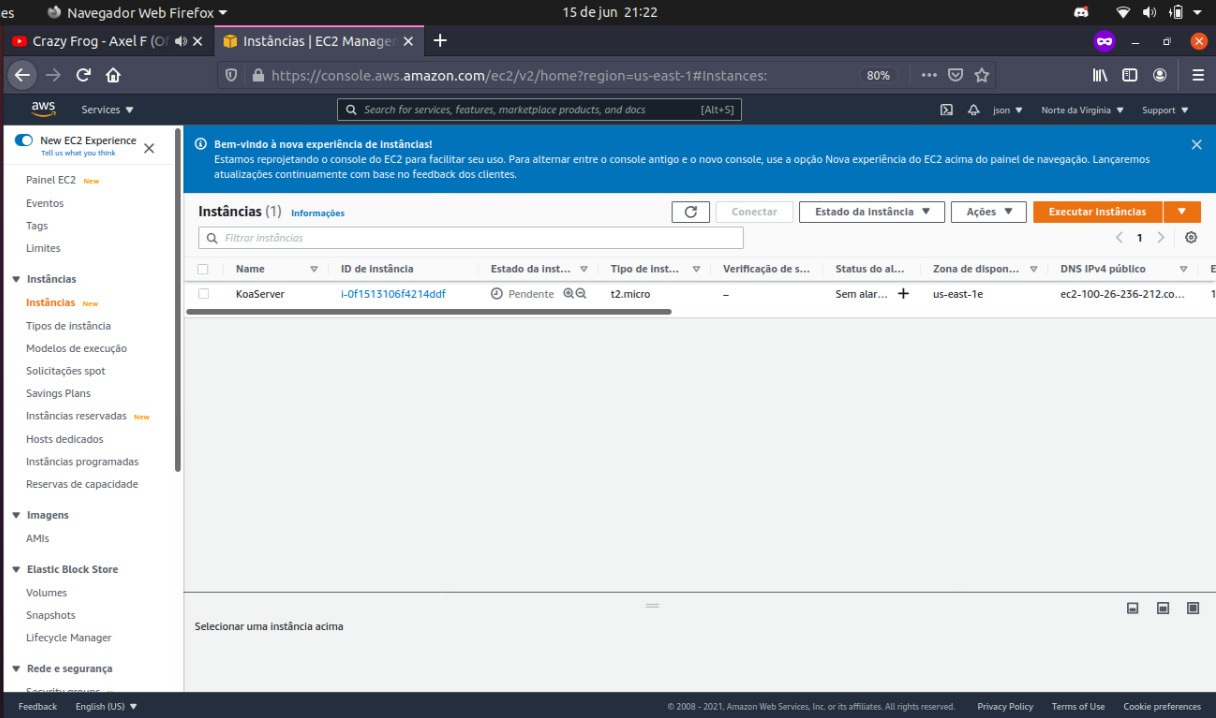 es Navegador Web Firefox 15 de jun 21:22
Crazy Frog - Axel F (O Instâncias | EC2 Manage
https://console.aws.amazon.com/ec2/v2/home?region=us-east-1#Instances: 80%
aws Services Search for services, features, marketplace products, and docs [Alt+S] json Norte da Virgínia Support
New EC2 Experience
Tell us what you think
Bem-vindo à nova experiência de instâncias!
Estamos reprojetando o console do EC2 para facilitar seu uso. Para alternar entre o console antigo e o novo console, use a opção Nova experiência do EC2 acima do painel de navegação. Lançaremos
atualizações continuamente com base no feedback dos clientes.
Painel EC2 New
Eventos
Tags
Limites
Instâncias
Instâncias New
Tipos de instância
Modelos de execução
Solicitações spot
Savings Plans
Instâncias reservadas New
Hosts dedicados
Instâncias programadas
Reservas de capacidade
Imagens
AMIs
Elastic Block Store
Volumes
Snapshots
Lifecycle Manager
Rede e segurança
Security groups
Instâncias (1) Informações Conectar Estado da instância Ações Executar instâncias
Filtrar instâncias 1
Name ID de instância Estado da inst... Tipo de inst... Verificação de s... Status do al... Zona de dispon... DNS IPv4 público E
KoaServer i-0f1513106f4214ddf Pendente t2.micro – Sem alar... + us-east-1e ec2-100-26-236-212.co... 1
Selecionar uma instância acima
Feedback English (US) © 2008 - 2021, Amazon Web Services, Inc. or its affiliates. All rights reserved. Privacy Policy Terms of Use Cookie preferences